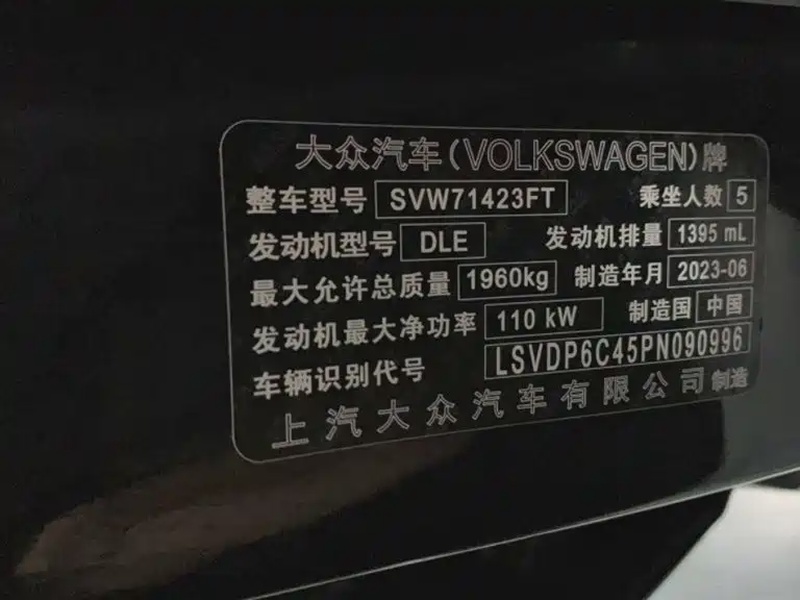 大众汽车(VOLKSWAGEN)牌
整车型号 SVW71423FT 乘坐人数 5
发动机型号 DLE 发动机排量 1395 mL
最大允许总质量 1960kg 制造年月 2023-06
发动机最大净功率 110 kW 制造国 中国
车辆识别代号 LSVDP6C45PN090996
上汽大众汽车有限公司 制造